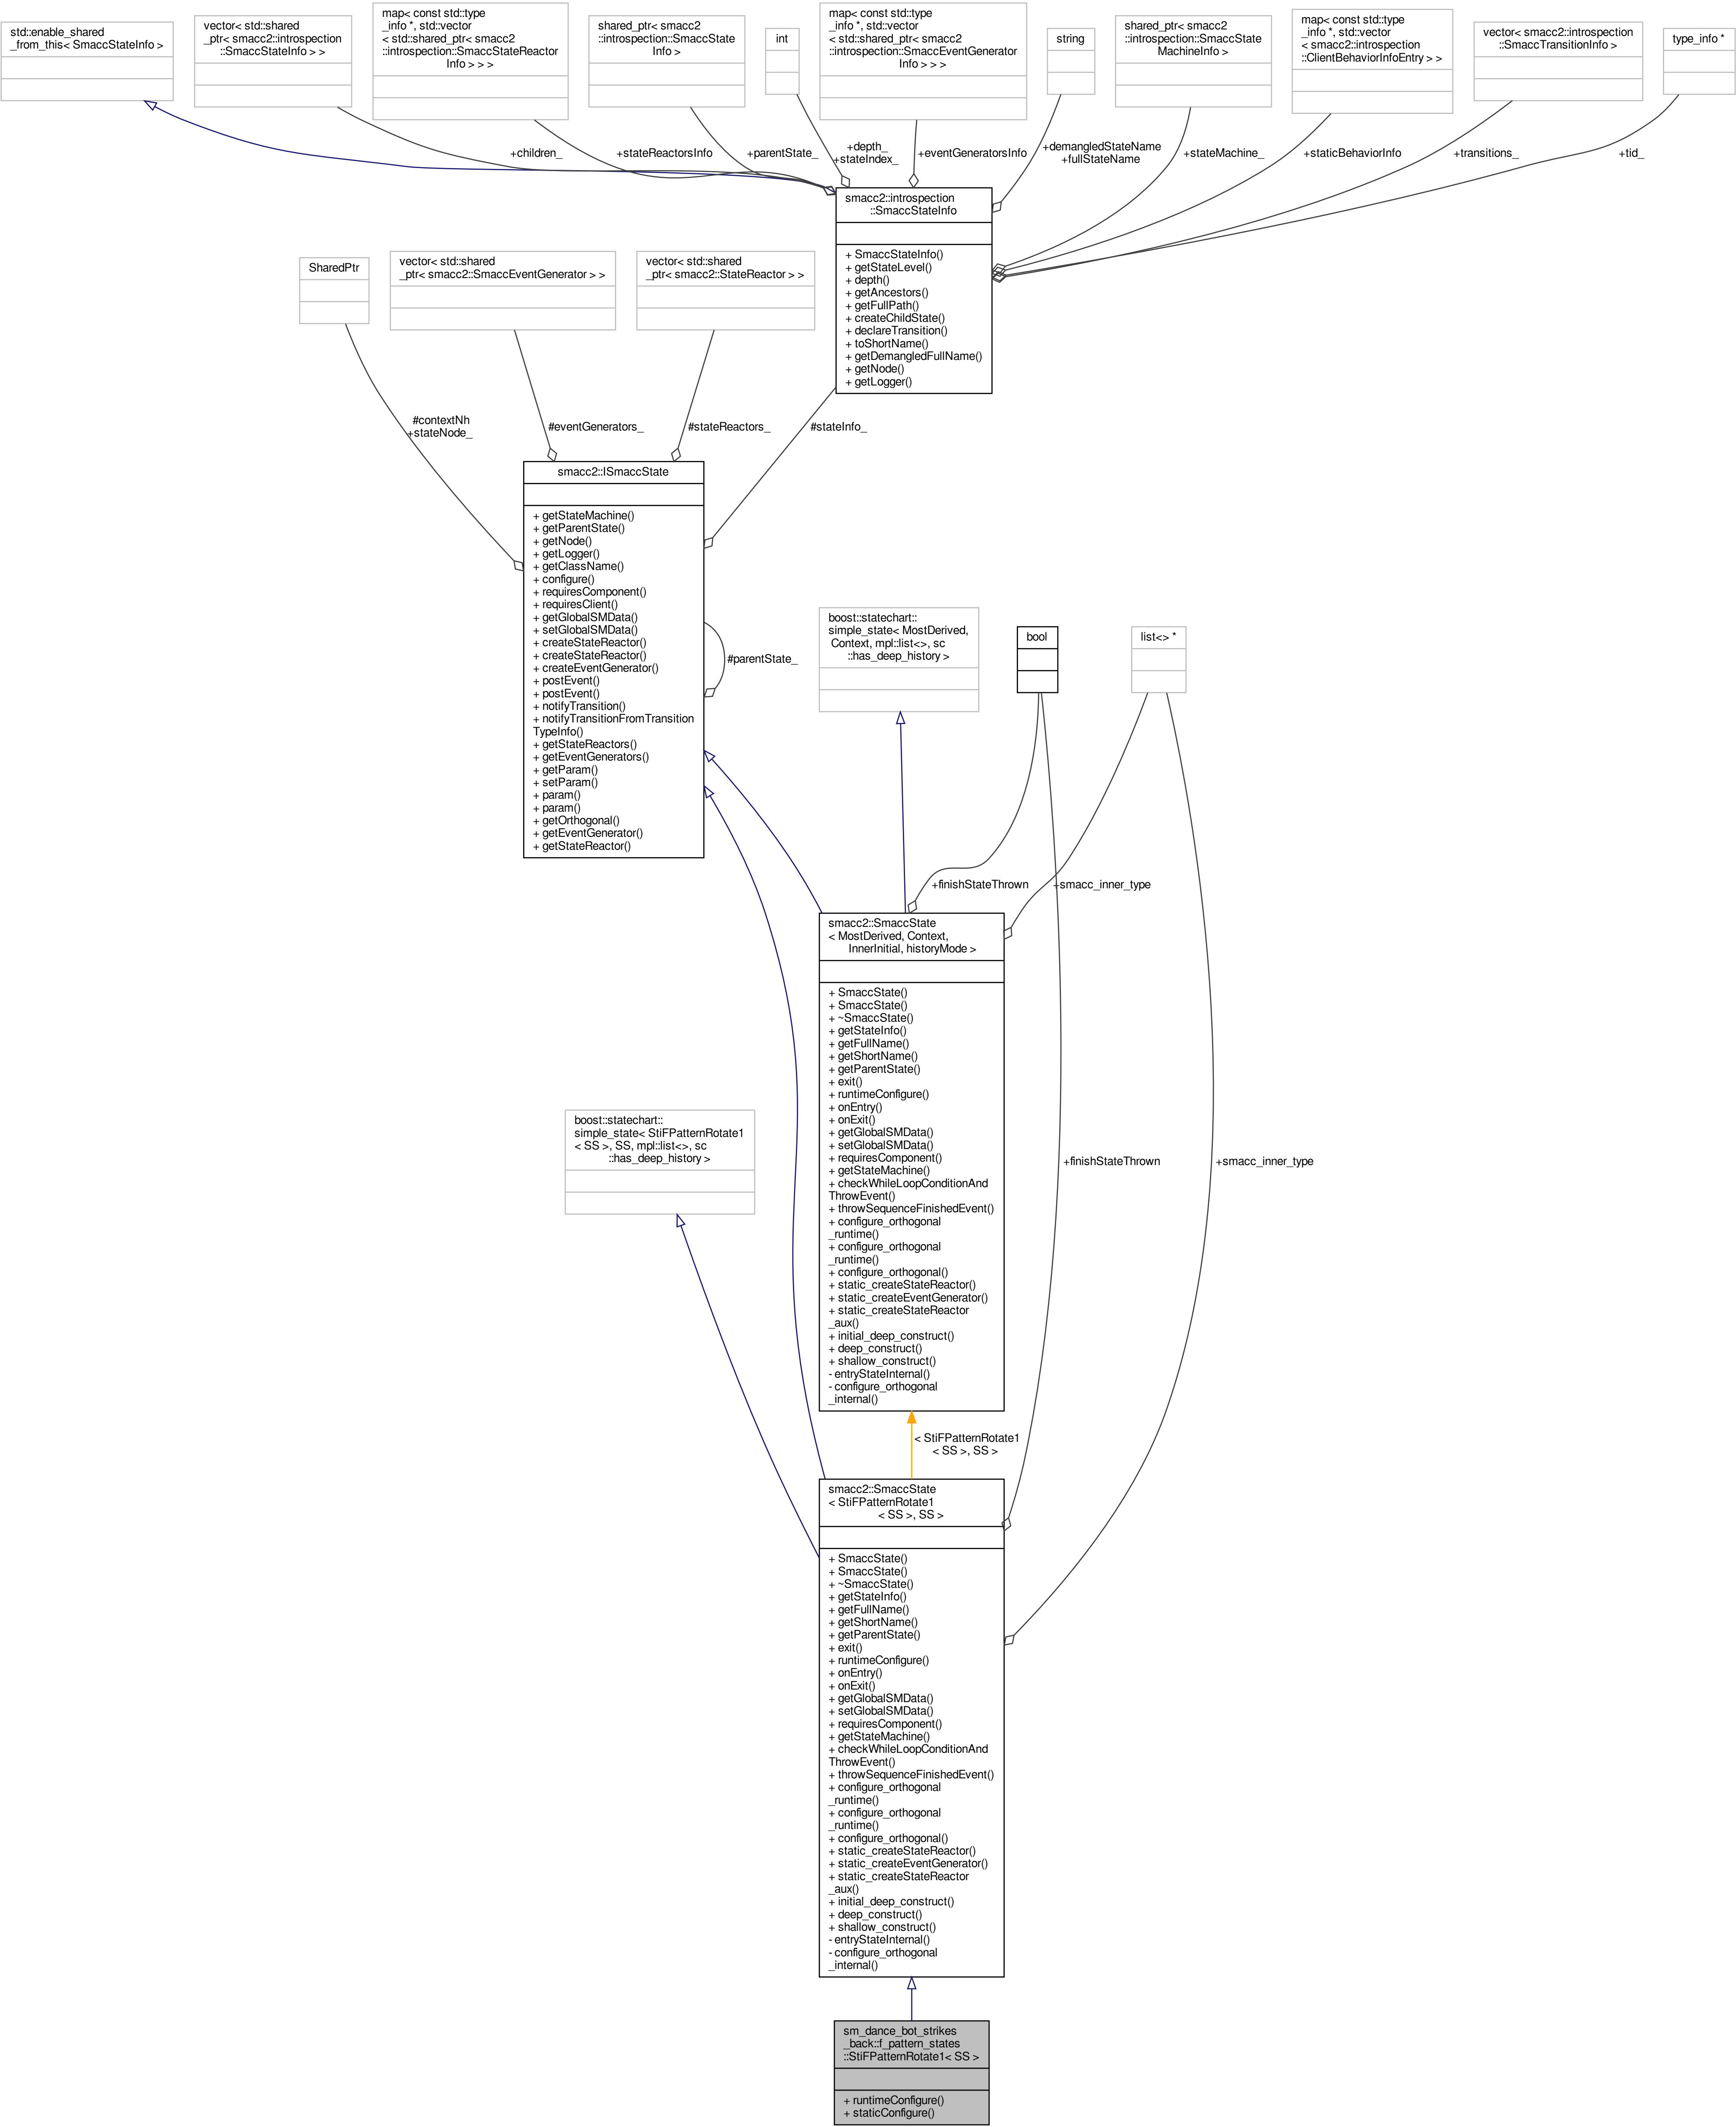 std::enable_shared
_from_this< SmaccStateInfo >
vector< std::shared
_ptr< smacc2::introspection
::SmaccStateInfo > >
map< const std::type
_info *, std::vector
< std::shared_ptr< smacc2
::introspection::SmaccStateReactor
Info > > >
shared_ptr< smacc2
::introspection::SmaccState
Info >
int
map< const std::type
_info *, std::vector
< std::shared_ptr< smacc2
::introspection::SmaccEventGenerator
Info > > >
string
shared_ptr< smacc2
::introspection::SmaccState
MachineInfo >
map< const std::type
_info *, std::vector
< smacc2::introspection
::ClientBehaviorInfoEntry > >
vector< smacc2::introspection
::SmaccTransitionInfo >
type_info *
+children_
+stateReactorsInfo
+parentState_
+depth_
+stateIndex_
+eventGeneratorsInfo
+demangledStateName
+fullStateName
+stateMachine_
+staticBehaviorInfo
+transitions_
+tid_
smacc2::introspection
::SmaccStateInfo
+ SmaccStateInfo()
+ getStateLevel()
+ depth()
+ getAncestors()
+ getFullPath()
+ createChildState()
+ declareTransition()
+ toShortName()
+ getDemangledFullName()
+ getNode()
+ getLogger()
SharedPtr
vector< std::shared
_ptr< smacc2::SmaccEventGenerator > >
vector< std::shared
_ptr< smacc2::StateReactor > >
#contextNh
+stateNode_
#eventGenerators_
#stateReactors_
#stateInfo_
smacc2::ISmaccState
+ getStateMachine()
+ getParentState()
+ getNode()
+ getLogger()
+ getClassName()
+ configure()
+ requiresComponent()
+ requiresClient()
+ getGlobalSMData()
+ setGlobalSMData()
+ createStateReactor()
+ createStateReactor()
+ createEventGenerator()
+ postEvent()
+ postEvent()
+ notifyTransition()
+ notifyTransitionFromTransition
TypeInfo()
+ getStateReactors()
+ getEventGenerators()
+ getParam()
+ setParam()
+ param()
+ param()
+ getOrthogonal()
+ getEventGenerator()
+ getStateReactor()
#parentState_
boost::statechart::
simple_state< MostDerived,
Context, mpl::list<>, sc
::has_deep_history >
bool
list<> *
+finishStateThrown
+smacc_inner_type
smacc2::SmaccState
< MostDerived, Context,
InnerInitial, historyMode >
+ SmaccState()
+ SmaccState()
+ ~SmaccState()
+ getStateInfo()
+ getFullName()
+ getShortName()
+ getParentState()
+ exit()
+ runtimeConfigure()
+ onEntry()
+ onExit()
+ getGlobalSMData()
+ setGlobalSMData()
+ requiresComponent()
+ getStateMachine()
+ checkWhileLoopConditionAnd
ThrowEvent()
+ throwSequenceFinishedEvent()
+ configure_orthogonal
_runtime()
+ configure_orthogonal
_runtime()
+ configure_orthogonal()
+ static_createStateReactor()
+ static_createEventGenerator()
+ static_createStateReactor
_aux()
+ initial_deep_construct()
+ deep_construct()
+ shallow_construct()
- entryStateInternal()
- configure_orthogonal
_internal()
boost::statechart::
simple_state< StiFPatternRotate1
< SS >, SS, mpl::list<>, sc
::has_deep_history >
+finishStateThrown
+smacc_inner_type
< StiFPatternRotate1
< SS >, SS >
smacc2::SmaccState
< StiFPatternRotate1
< SS >, SS >
+ SmaccState()
+ SmaccState()
+ ~SmaccState()
+ getStateInfo()
+ getFullName()
+ getShortName()
+ getParentState()
+ exit()
+ runtimeConfigure()
+ onEntry()
+ onExit()
+ getGlobalSMData()
+ setGlobalSMData()
+ requiresComponent()
+ getStateMachine()
+ checkWhileLoopConditionAnd
ThrowEvent()
+ throwSequenceFinishedEvent()
+ configure_orthogonal
_runtime()
+ configure_orthogonal
_runtime()
+ configure_orthogonal()
+ static_createStateReactor()
+ static_createEventGenerator()
+ static_createStateReactor
_aux()
+ initial_deep_construct()
+ deep_construct()
+ shallow_construct()
- entryStateInternal()
- configure_orthogonal
_internal()
sm_dance_bot_strikes
_back::f_pattern_states
::StiFPatternRotate1< SS >
+ runtimeConfigure()
+ staticConfigure()